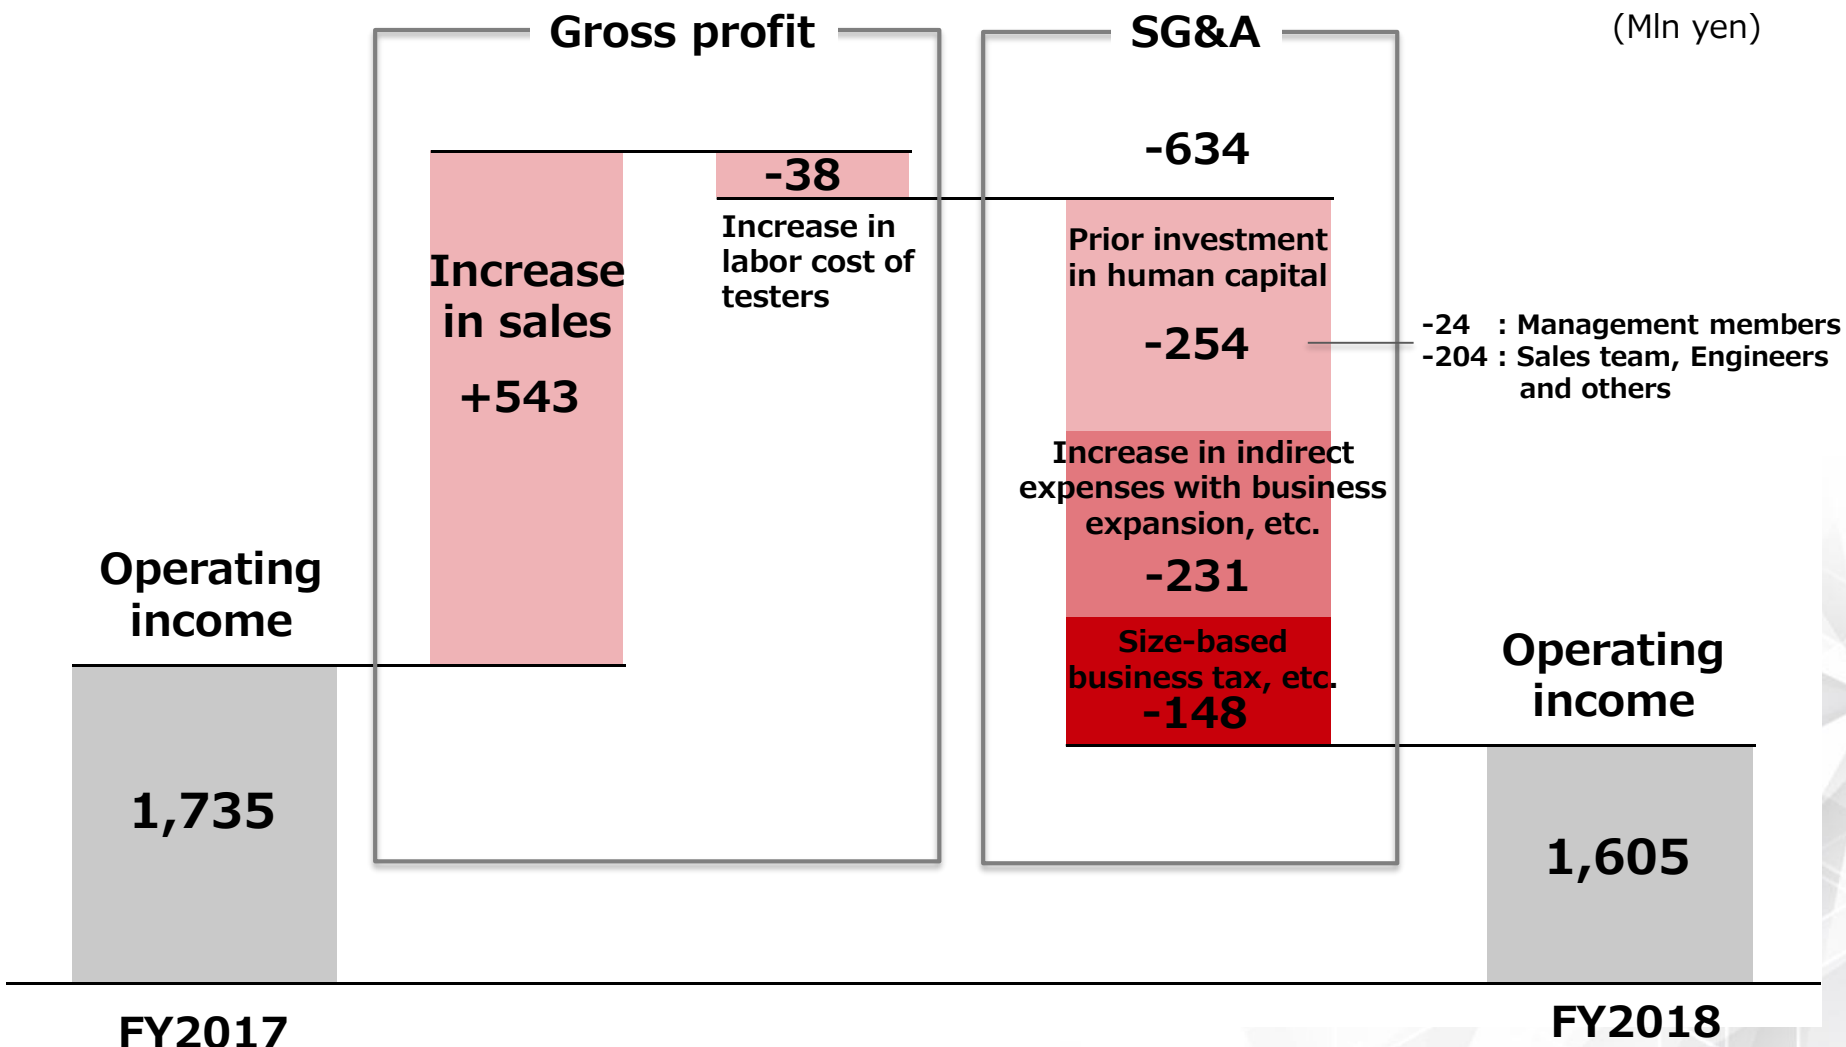 Gross profit
SG&A
(Mln yen)
-634
-38
Increase in
labor cost of
testers
Increase
in sales
+543
Prior investment
in human capital
-254
-24 : Management members
-204 : Sales team, Engineers
and others
Increase in indirect
expenses with business
expansion, etc.
-231
Size-based
business tax, etc.
-148
Operating
income
1,735
Operating
income
1,605
FY2017
FY2018